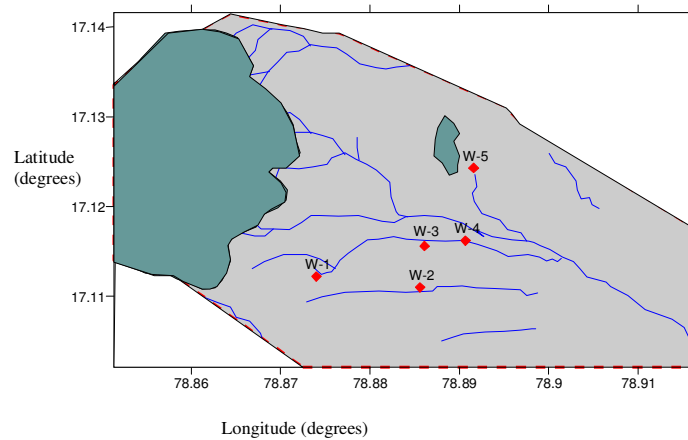 17.14
17.13
W-5
Latitude
(degrees)
17.12
W-3
W-4
W-1
W-2
17.11
78.86
78.87
78.88
78.89
78.9
78.91
Longitude (degrees)